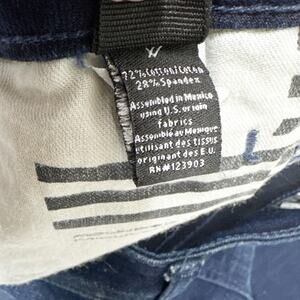 72% Cotton/Coton
28% Spandex
Assembled in Mexico
using U.S. origin
fabrics
Assemblé au Mexique
utilisant des tissus
originant des E.U.
RN#123903
L